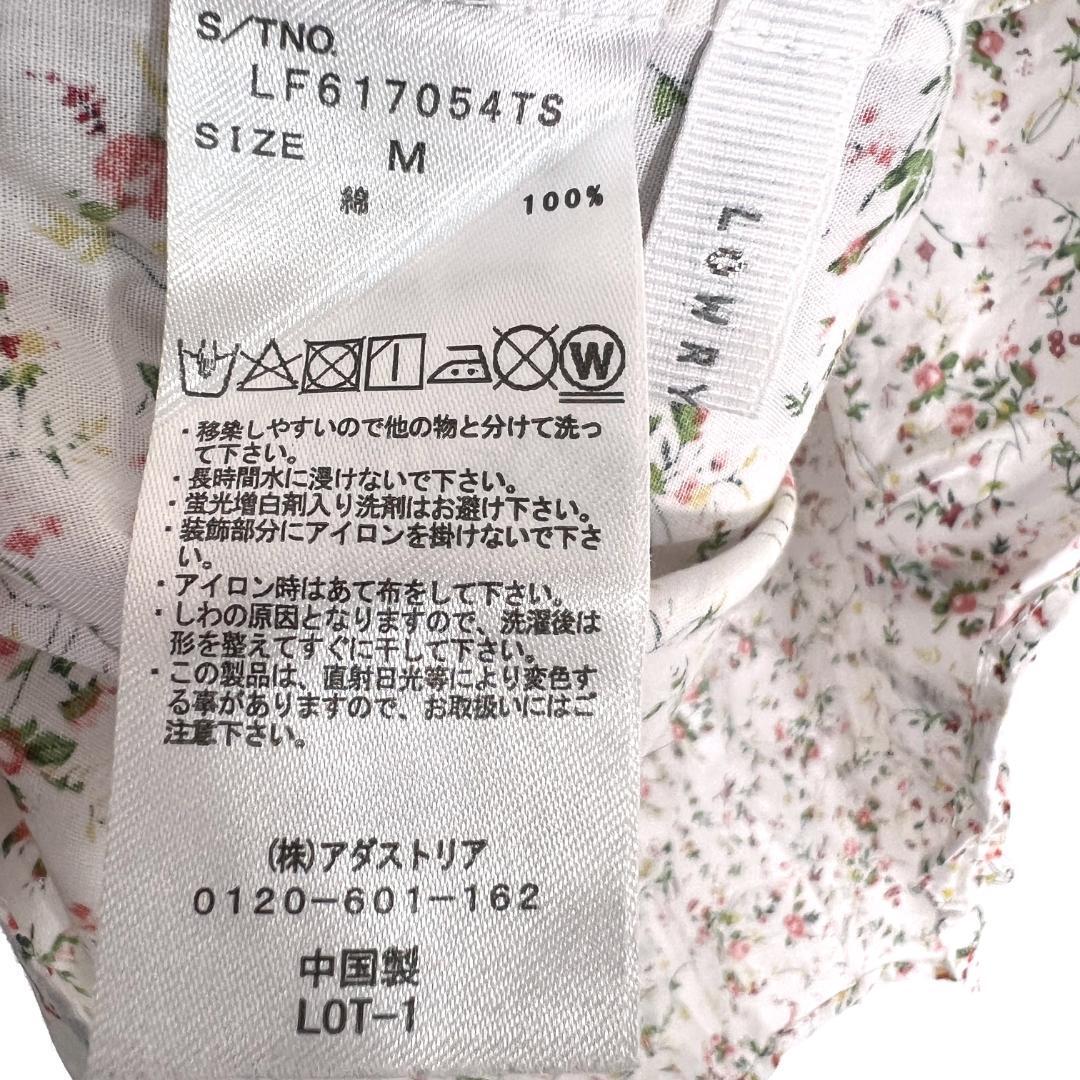 S/TNO.
LF617054TS
SIZE M
綿 100%
W
・移染しやすいので他の物と分けて洗っ
て下さい。
・長時間水に浸けないで下さい。
・蛍光増白剤入り洗剤はお避け下さい。
・装飾部分にアイロンを掛けないで下さ
い。
・アイロン時はあて布をして下さい。
・しわの原因となりますので、洗濯後は
形を整えてすぐに干して下さい。
・この製品は、直射日光等により変色す
る事がありますので、お取扱いにはご
注意下さい。
(株)アダストリア
0120-601-162
中国製
LOT-1
LOWRY